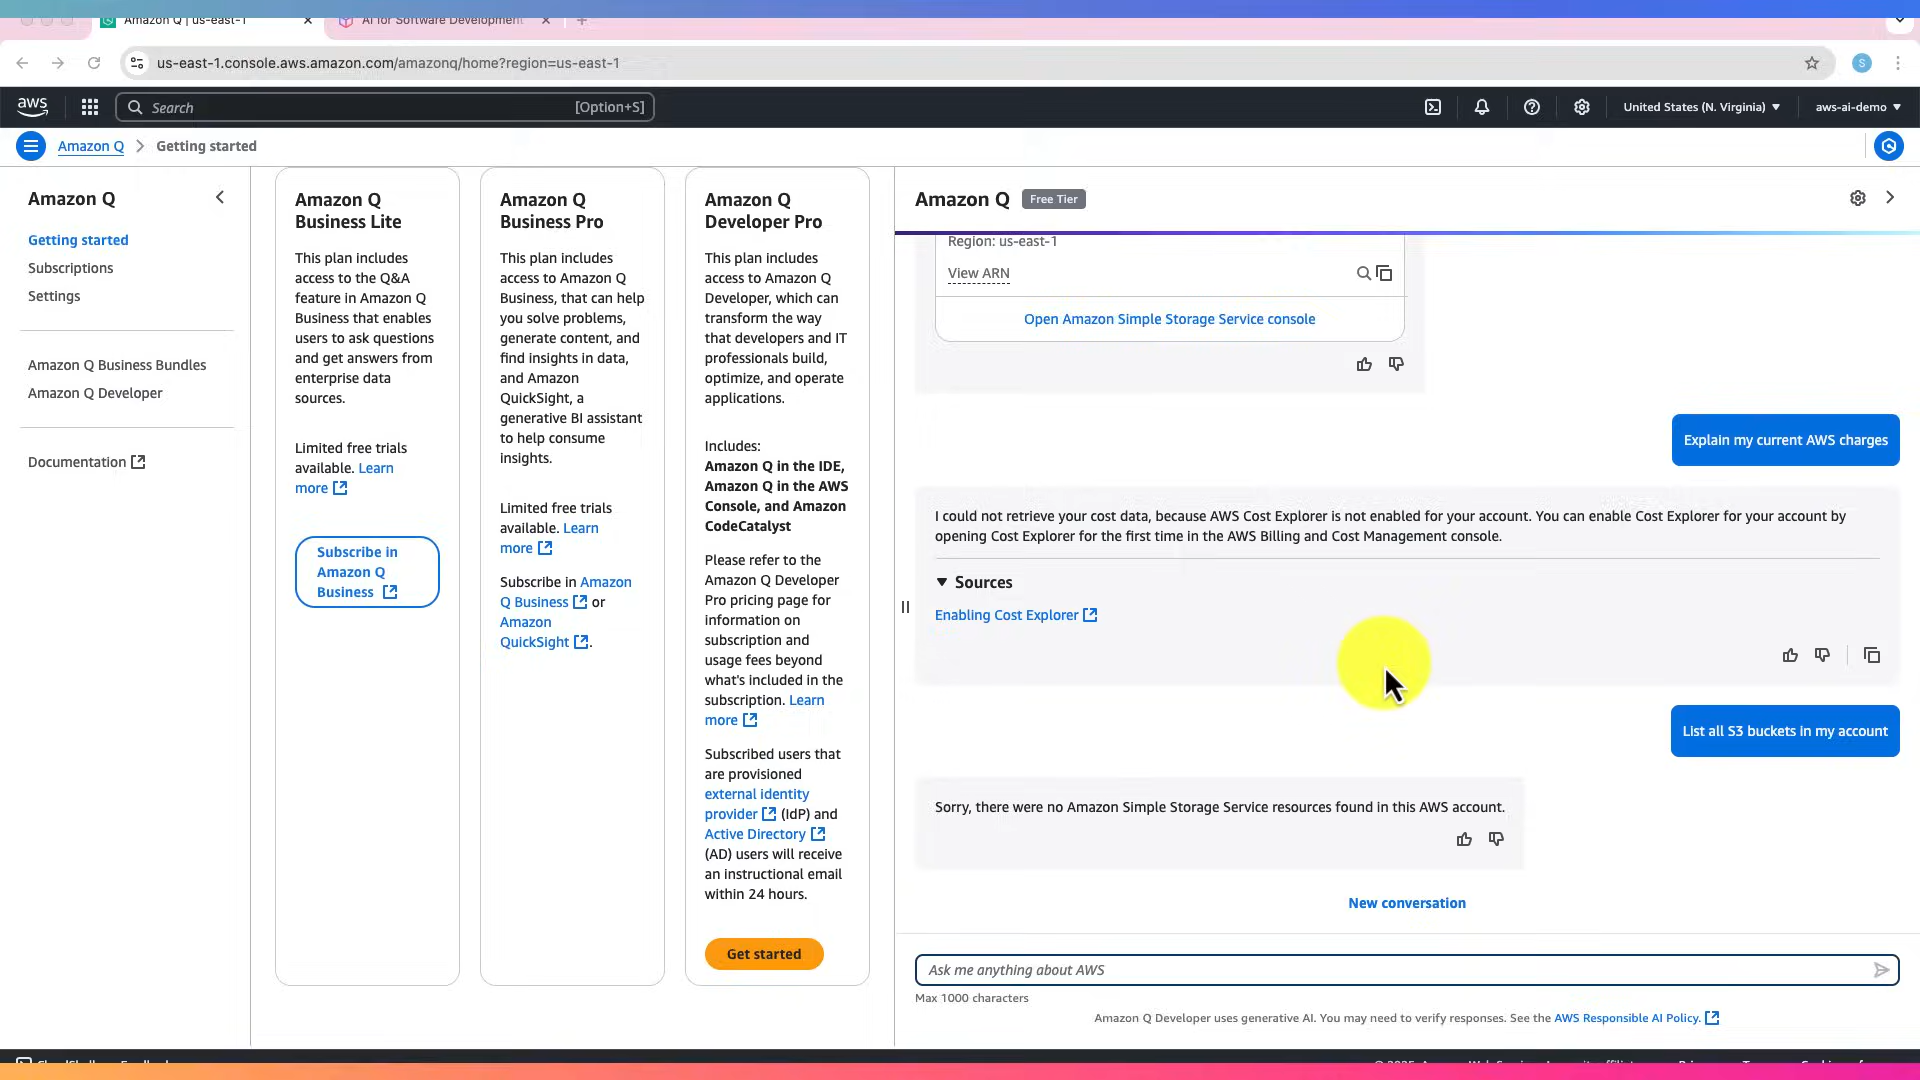 Amazon Q | us-east-1
AI for Software Development
us-east-1.console.aws.amazon.com/amazonq/home?region=us-east-1
S
aws
Search
[Option+S]
United States (N. Virginia)
aws-ai-demo
Amazon Q
Getting started
Amazon Q
Getting started
Subscriptions
Settings
Amazon Q Business Bundles
Amazon Q Developer
Documentation
Amazon Q
Business Lite
This plan includes
access to the Q&A
feature in Amazon Q
Business that enables
users to ask questions
and get answers from
enterprise data
sources.
Limited free trials
available. Learn
more
Subscribe in
Amazon Q
Business
Amazon Q
Business Pro
This plan includes
access to Amazon Q
Business, that can help
you solve problems,
generate content, and
find insights in data,
and Amazon
QuickSight, a
generative BI assistant
to help consume
insights.
Limited free trials
available. Learn
more
Subscribe in Amazon
Q Business or
Amazon
QuickSight .
Amazon Q
Developer Pro
This plan includes
access to Amazon Q
Developer, which can
transform the way
that developers and IT
professionals build,
optimize, and operate
applications.
Includes:
Amazon Q in the IDE,
Amazon Q in the AWS
Console, and Amazon
CodeCatalyst
Please refer to the
Amazon Q Developer
Pro pricing page for
information on
subscription and
usage fees beyond
what's included in the
subscription. Learn
more
Subscribed users that
are provisioned
external identity
provider (IdP) and
Active Directory
(AD) users will receive
an instructional email
within 24 hours.
Get started
Amazon Q
Free Tier
Region: us-east-1
View ARN
Open Amazon Simple Storage Service console
Explain my current AWS charges
I could not retrieve your cost data, because AWS Cost Explorer is not enabled for your account. You can enable Cost Explorer for your account by
opening Cost Explorer for the first time in the AWS Billing and Cost Management console.
Sources
Enabling Cost Explorer
List all S3 buckets in my account
Sorry, there were no Amazon Simple Storage Service resources found in this AWS account.
New conversation
Ask me anything about AWS
Max 1000 characters
Amazon Q Developer uses generative AI. You may need to verify responses. See the AWS Responsible AI Policy.